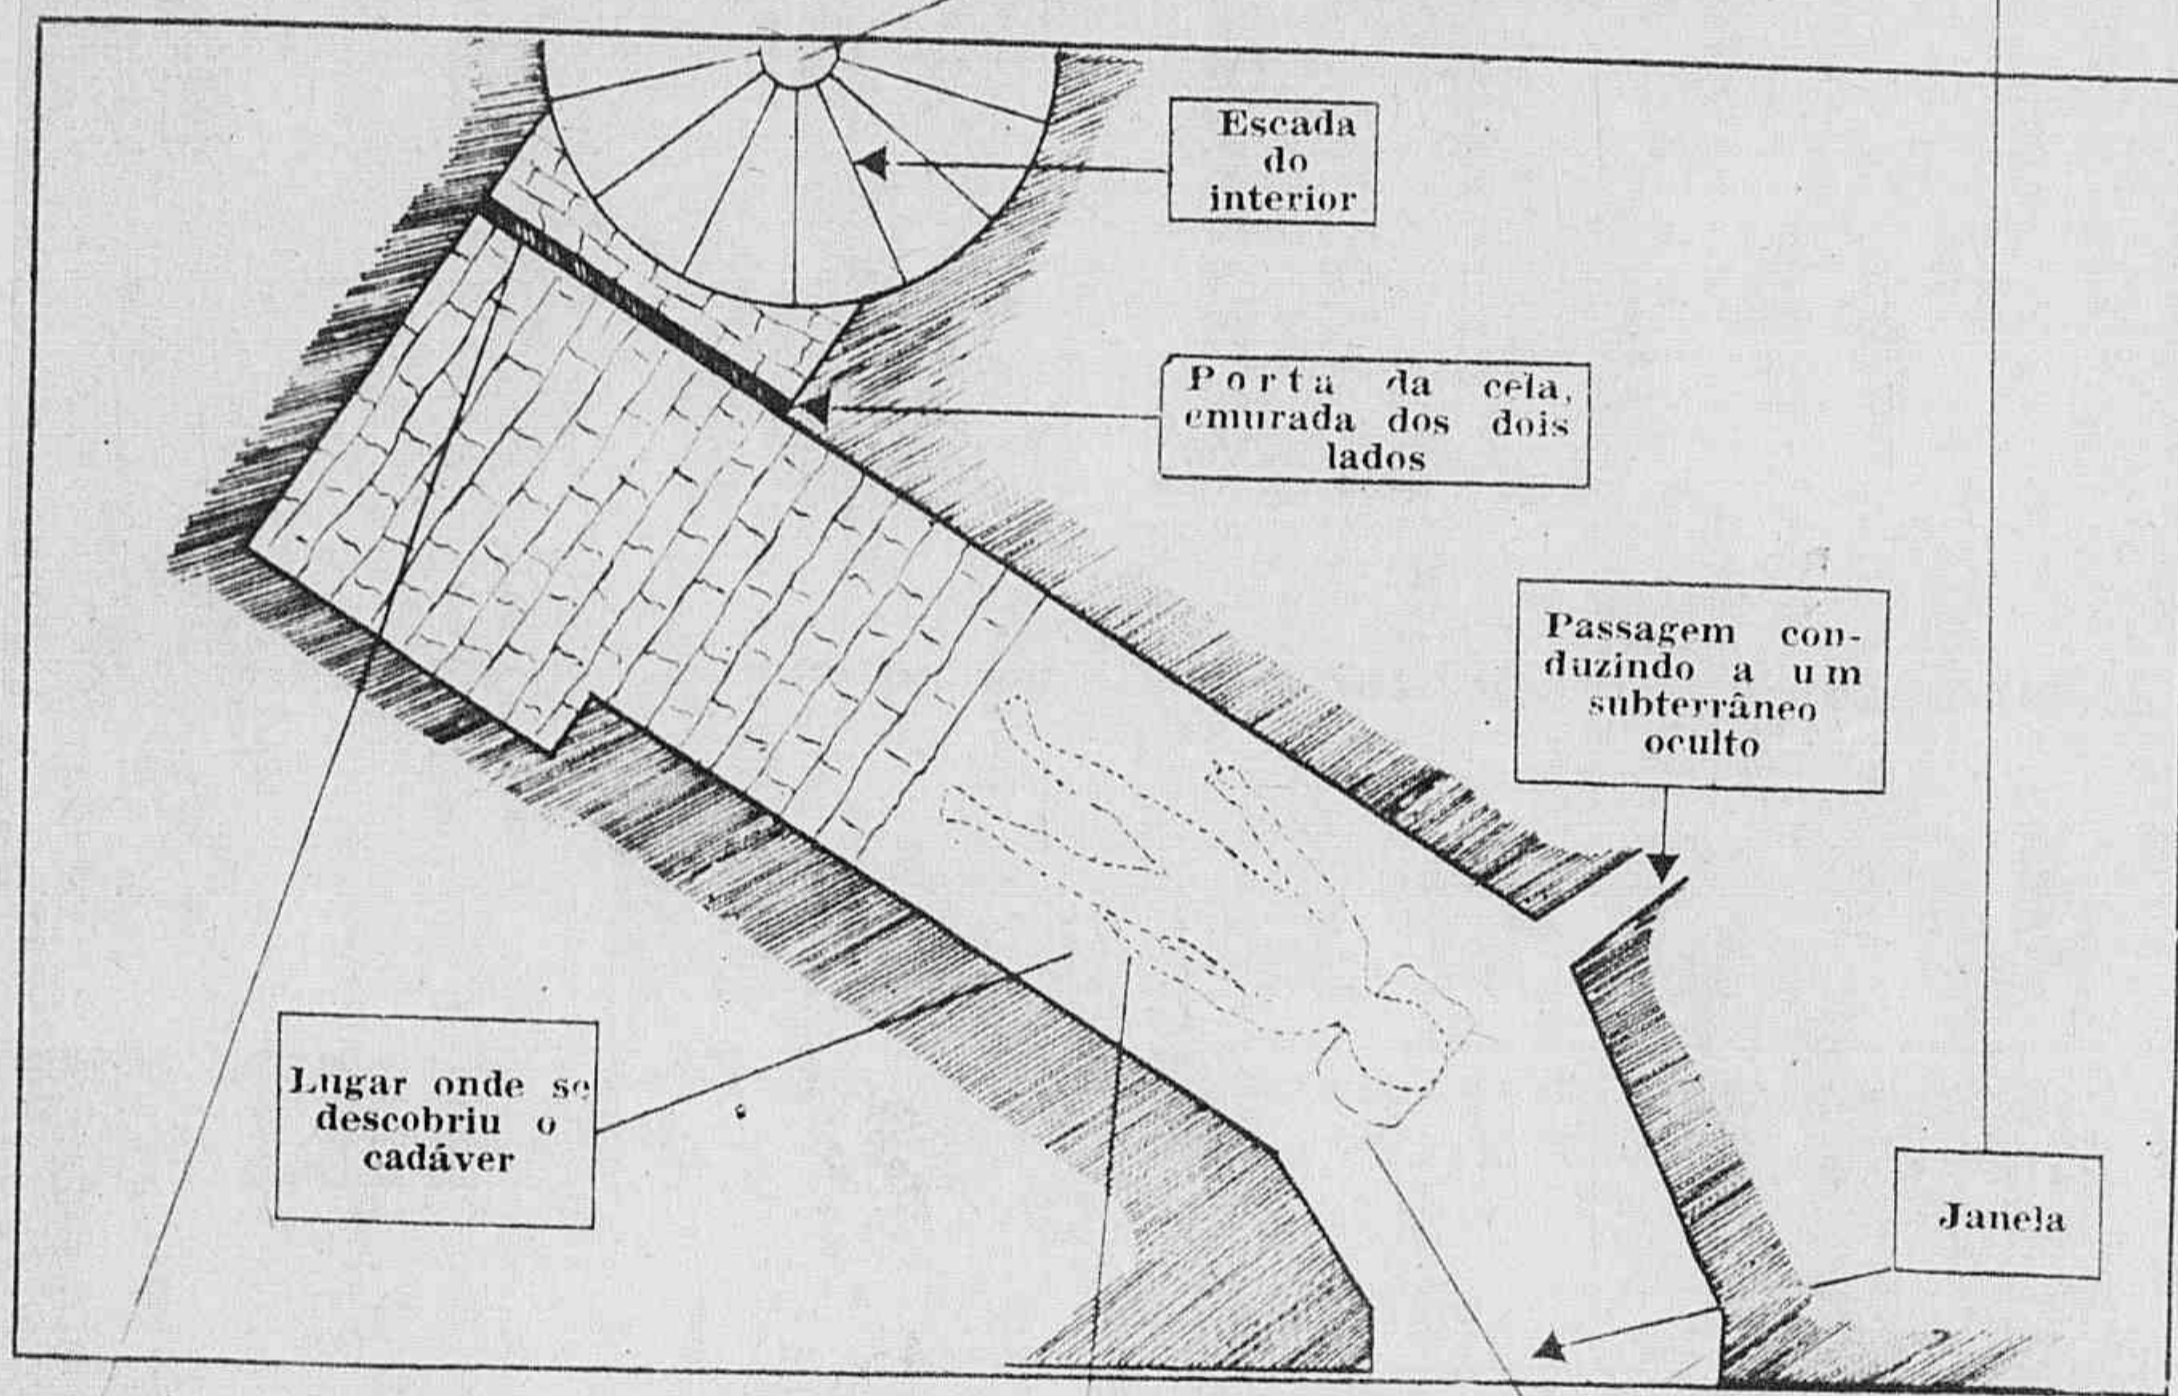 Escada
do
interior
Porta da cela,
emurada dos dois
lados
Passagem con-
duzindo a um
subterrâneo
oculto
Lugar onde se
descobriu o
cadáver
Janela